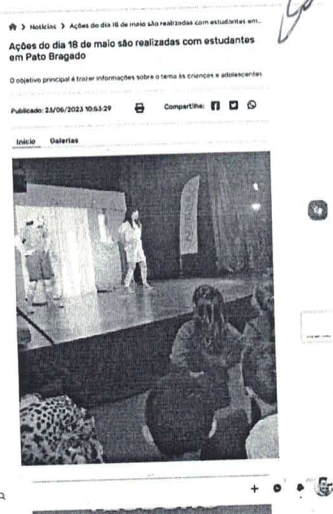 > Notícias > Ações do dia 18 de maio são realizadas com estudantes em...
Ações do dia 18 de maio são realizadas com estudantes
em Pato Bragado
O objetivo principal é trazer informações sobre o tema às crianças e adolescentes
Publicado: 23/06/2023 10:53:29
Compartilhe:
Início Galerias